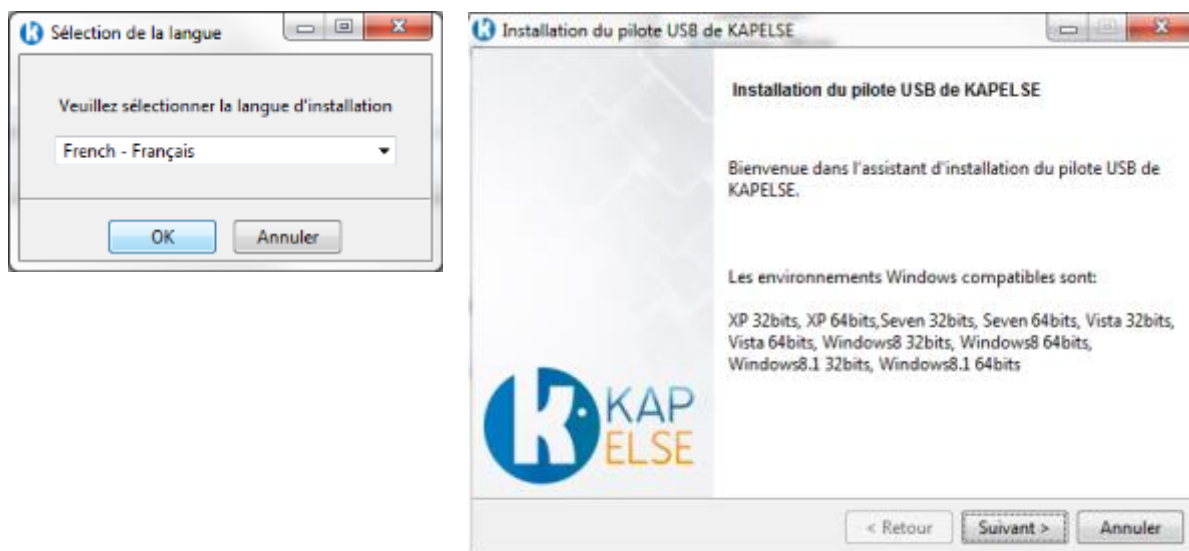 Sélection de la langue
Veuillez sélectionner la langue d'installation
French - Français
OK
Annuler
Installation du pilote USB de KAPELSE
Installation du pilote USB de KAPELSE
Bienvenue dans l'assistant d'installation du pilote USB de
KAPELSE.
Les environnements Windows compatibles sont:
XP 32bits, XP 64bits,Seven 32bits, Seven 64bits, Vista 32bits,
Vista 64bits, Windows8 32bits, Windows8 64bits,
Windows8.1 32bits, Windows8.1 64bits
KAP
ELSE
< Retour
Suivant >
Annuler